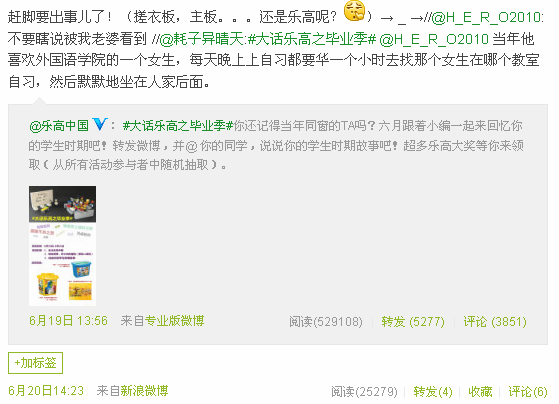 赶脚要出事儿了！（搓衣板，主板。。。还是乐高呢？）→ _ →//@H_E_R_O2010:
不要瞎说被我老婆看到 //@耗子异晴天:#大话乐高之毕业季# @H_E_R_O2010 当年他
喜欢外国语学院的一个女生，每天晚上上自习都要华一个小时去找那个女生在哪个教室
自习，然后默默地坐在人家后面。
@乐高中国：#大话乐高之毕业季#你还记得当年同窗的TA吗？六月跟着小编一起来回忆你
的学生时期吧！转发微博，并@你的同学，说说你的学生时期故事吧！超多乐高大奖等你来领
取（从所有活动参与者中随机抽取）。
#大话乐高之毕业季#
6月19日 13:56 来自专业版微博 阅读(529108) 转发 (5277) 评论 (3851)
+加标签
6月20日14:23 来自新浪微博 阅读(25279) 转发(4) 收藏 评论(6)